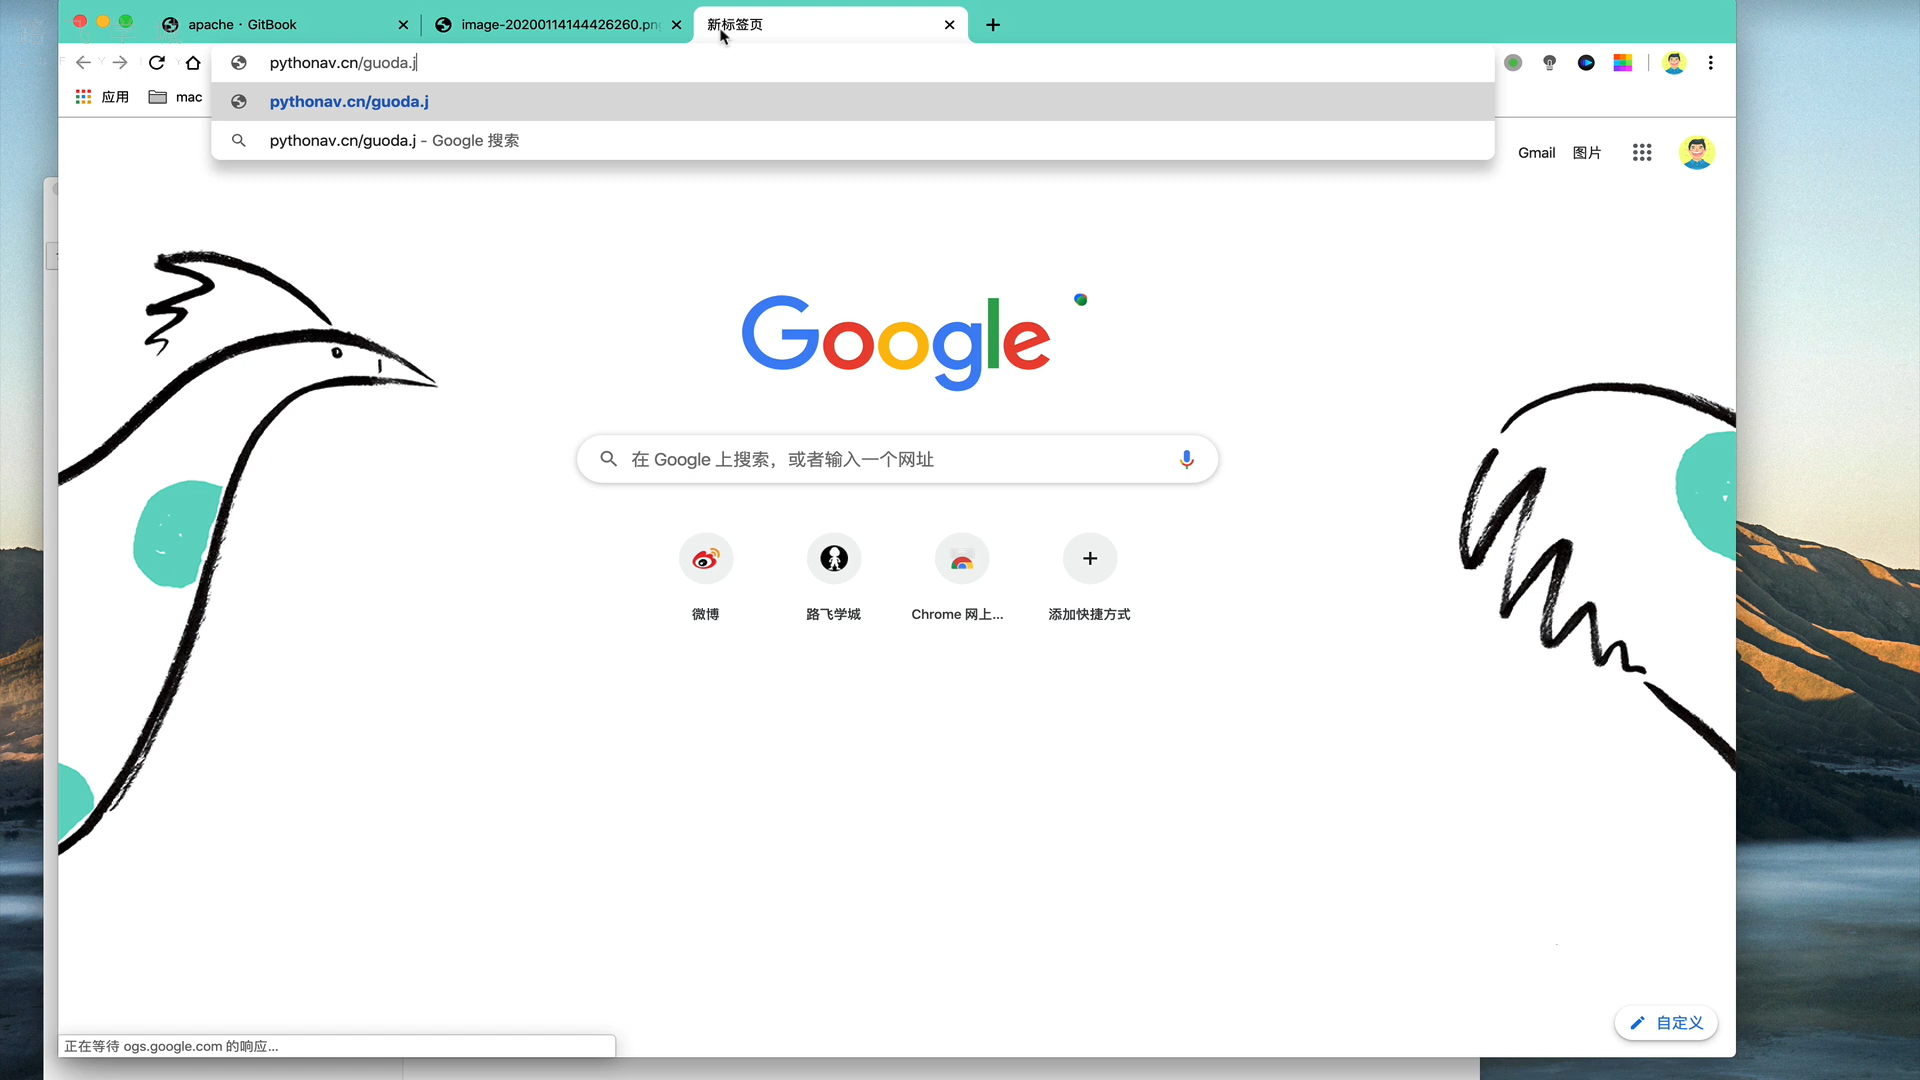 apache · GitBook
image-20200114144426260.pn
新标签页
pythonav.cn/guoda.j
应用
mac
pythonav.cn/guoda.j
pythonav.cn/guoda.j - Google 搜索
Gmail
图片
Google
在 Google 上搜索，或者输入一个网址
微博
路飞学城
Chrome 网上...
添加快捷方式
自定义
正在等待 ogs.google.com 的响应...